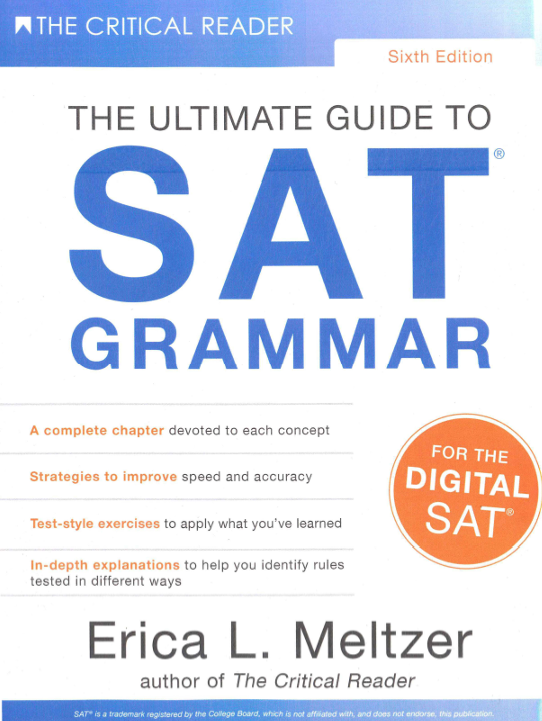 THE CRITICAL READER
Sixth Edition
THE ULTIMATE GUIDE TO
SAT®
GRAMMAR
A complete chapter devoted to each concept
Strategies to improve speed and accuracy
Test-style exercises to apply what you've learned
In-depth explanations to help you identify rules
tested in different ways
FOR THE
DIGITAL
SAT®
Erica L. Meltzer
author of The Critical Reader
SAT® is a trademark registered by the College Board, which is not affiliated with, and does not endorse, this publication.